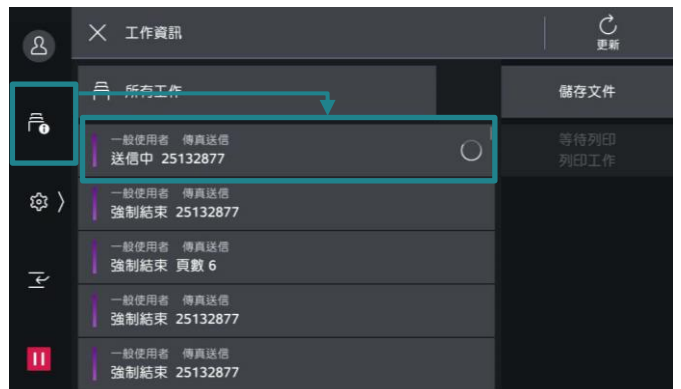 工作資訊
更新
所有工作
儲存文件
一般使用者 傳真送信
送信中 25132877
等待列印
列印工作
一般使用者 傳真送信
強制結束 25132877
一般使用者 傳真送信
強制結束 頁數 6
一般使用者 傳真送信
強制結束 25132877
一般使用者 傳真送信
強制結束 25132877